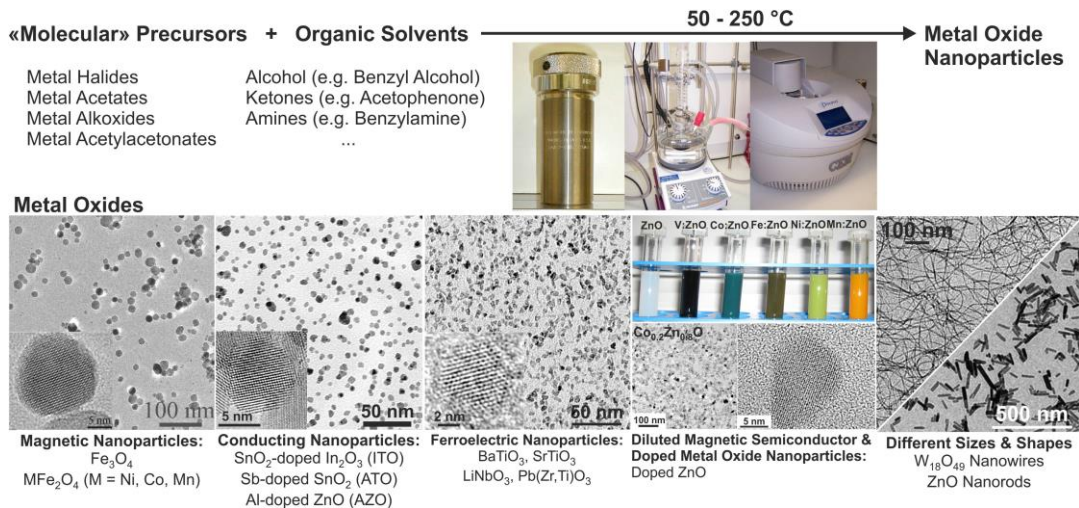 «Molecular» Precursors + Organic Solvents
50 - 250 °C
Metal Oxide
Nanoparticles
Metal Halides
Metal Acetates
Metal Alkoxides
Metal Acetylacetonates
Alcohol (e.g. Benzyl Alcohol)
Ketones (e.g. Acetophenone)
Amines (e.g. Benzylamine)
...
Metal Oxides
5 nm
100 nm
5 nm
50 nm
2 nm
50 nm
ZnO V:ZnO Co:ZnO Fe:ZnO Ni:ZnO Mn:ZnO
Co0.2Zn0.8O
100 nm
5 nm
100 nm
500 nm
Magnetic Nanoparticles:
Fe3O4
MFe2O4 (M = Ni, Co, Mn)
Conducting Nanoparticles:
SnO2-doped In2O3 (ITO)
Sb-doped SnO2 (ATO)
Al-doped ZnO (AZO)
Ferroelectric Nanoparticles:
BaTiO3, SrTiO3
LiNbO3, Pb(Zr,Ti)O3
Diluted Magnetic Semiconductor &
Doped Metal Oxide Nanoparticles:
Doped ZnO
Different Sizes & Shapes
W18O49 Nanowires
ZnO Nanorods